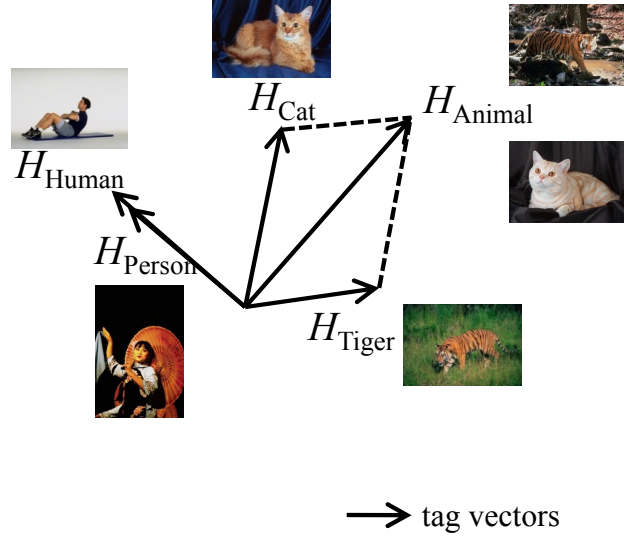 H_Cat
H_Animal
H_Human
H_Person
H_Tiger
tag vectors